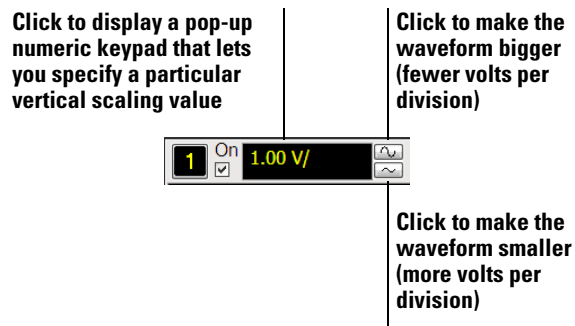 Click to display a pop-up
numeric keypad that lets
you specify a particular
vertical scaling value
Click to make the
waveform bigger
(fewer volts per
division)
1
On
1.00 V/
Click to make the
waveform smaller
(more volts per
division)